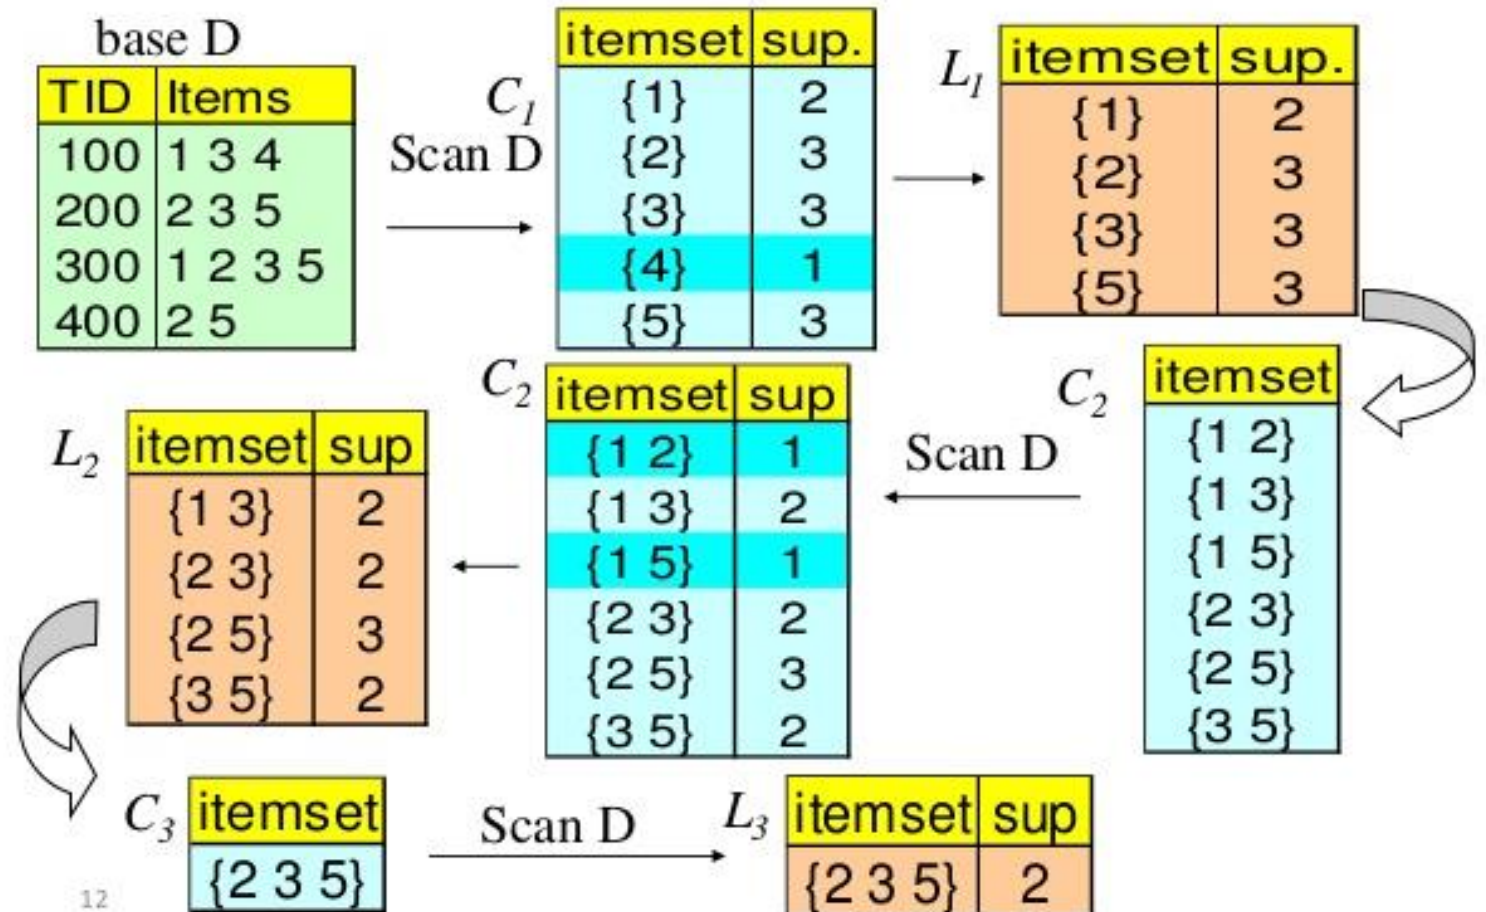 base D
TID Items
100 1 3 4
200 2 3 5
300 1 2 3 5
400 2 5
Scan D
C1
itemset sup.
{1} 2
{2} 3
{3} 3
{4} 1
{5} 3
L1
itemset sup.
{1} 2
{2} 3
{3} 3
{5} 3
C2
itemset
{1 2}
{1 3}
{1 5}
{2 3}
{2 5}
{3 5}
Scan D
C2
itemset sup
{1 2} 1
{1 3} 2
{1 5} 1
{2 3} 2
{2 5} 3
{3 5} 2
L2
itemset sup
{1 3} 2
{2 3} 2
{2 5} 3
{3 5} 2
C3
itemset
{2 3 5}
Scan D
L3
itemset sup
{2 3 5} 2
12